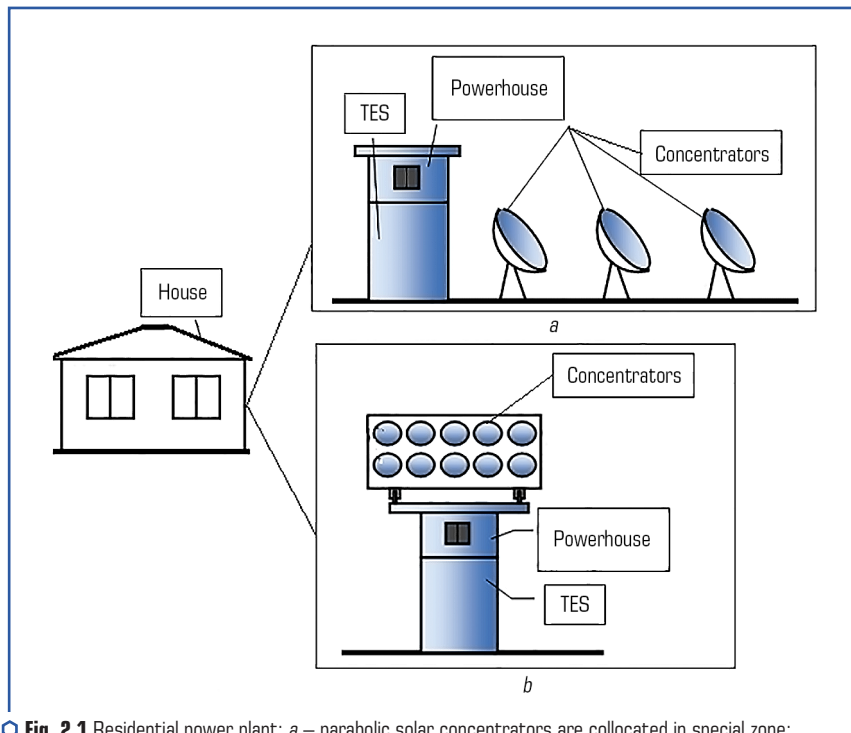 Powerhouse
TES
Concentrators
House
a
Concentrators
Powerhouse
TES
b
Fig. 2.1 Residential power plant: a – parabolic solar concentrators are collocated in special zone;